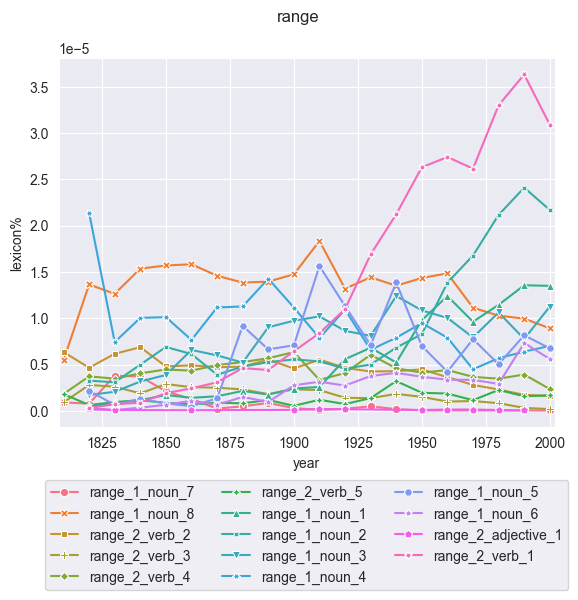 range
1e−5
3.5
3.0
2.5
2.0
1.5
1.0
0.5
0.0
lexicon%
1825 1850 1875 1900 1925 1950 1975 2000
year
range_1_noun_7 range_2_verb_5 range_1_noun_5
range_1_noun_8 range_1_noun_1 range_1_noun_6
range_2_verb_2 range_1_noun_2 range_2_adjective_1
range_2_verb_3 range_1_noun_3 range_2_verb_1
range_2_verb_4 range_1_noun_4